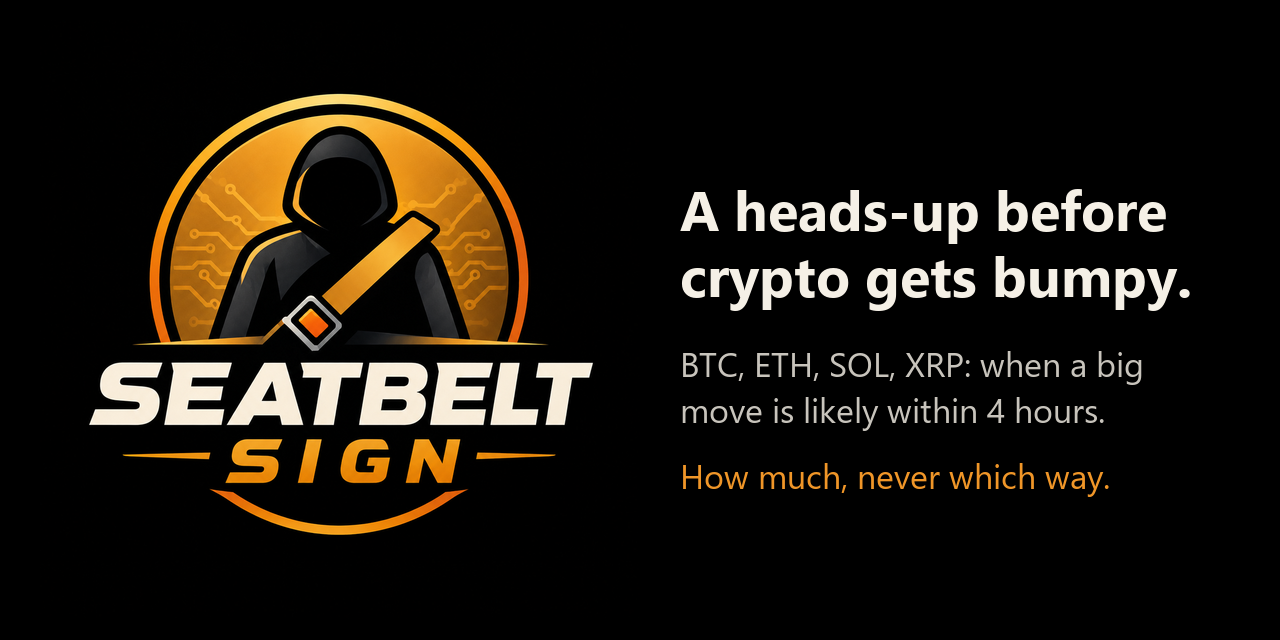 SEATBELT
SIGN
A heads-up before
crypto gets bumpy.
BTC, ETH, SOL, XRP: when a big
move is likely within 4 hours.
How much, never which way.